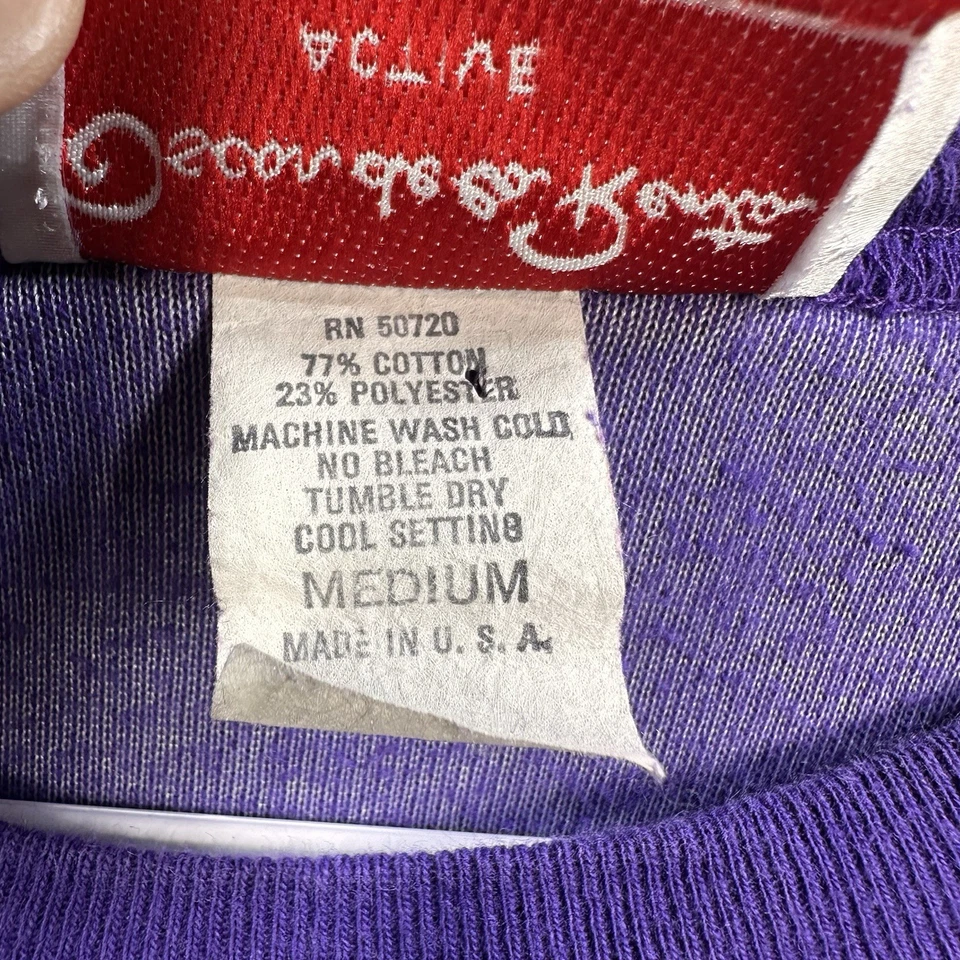 Oscar de la Renta
ACTIVE
RN 50720
77% COTTON
23% POLYESTER
MACHINE WASH COLD,
NO BLEACH
TUMBLE DRY
COOL SETTING
MEDIUM
MADE IN U. S. A.